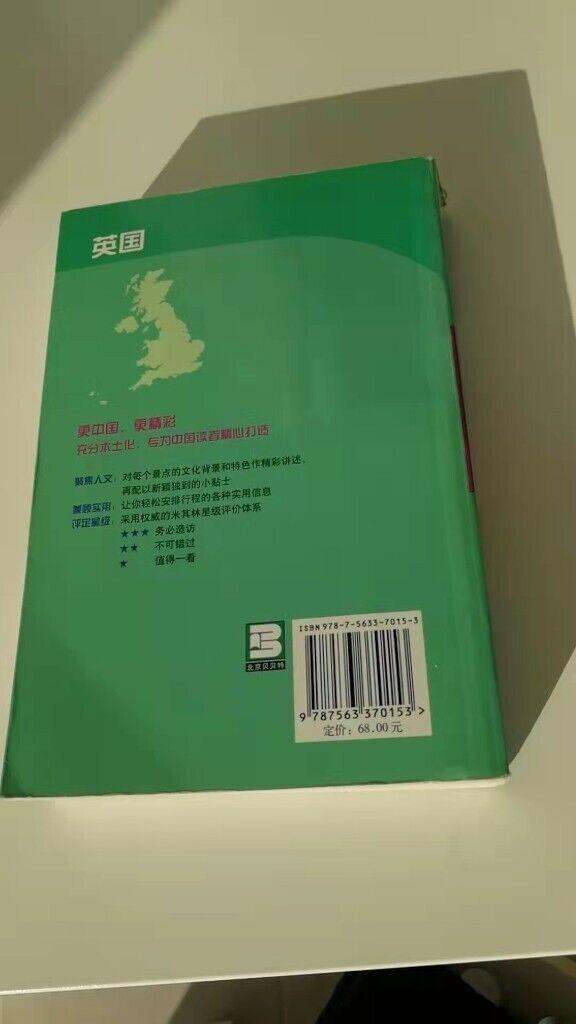 英国
更中国，更精彩
充分本土化，专为中国读者精心打造
聚焦人文：对每个景点的文化背景和特色作精彩讲述，
再配以新颖独到的小贴士
兼顾实用：让你轻松安排行程的各种实用信息
评定星级：采用权威的米其林星级评价体系
★★★ 务必造访
★★ 不可错过
★ 值得一看
ISBN 978-7-5633-7015-3
北京贝贝特
9 787563 370153 >
定价：68.00 元